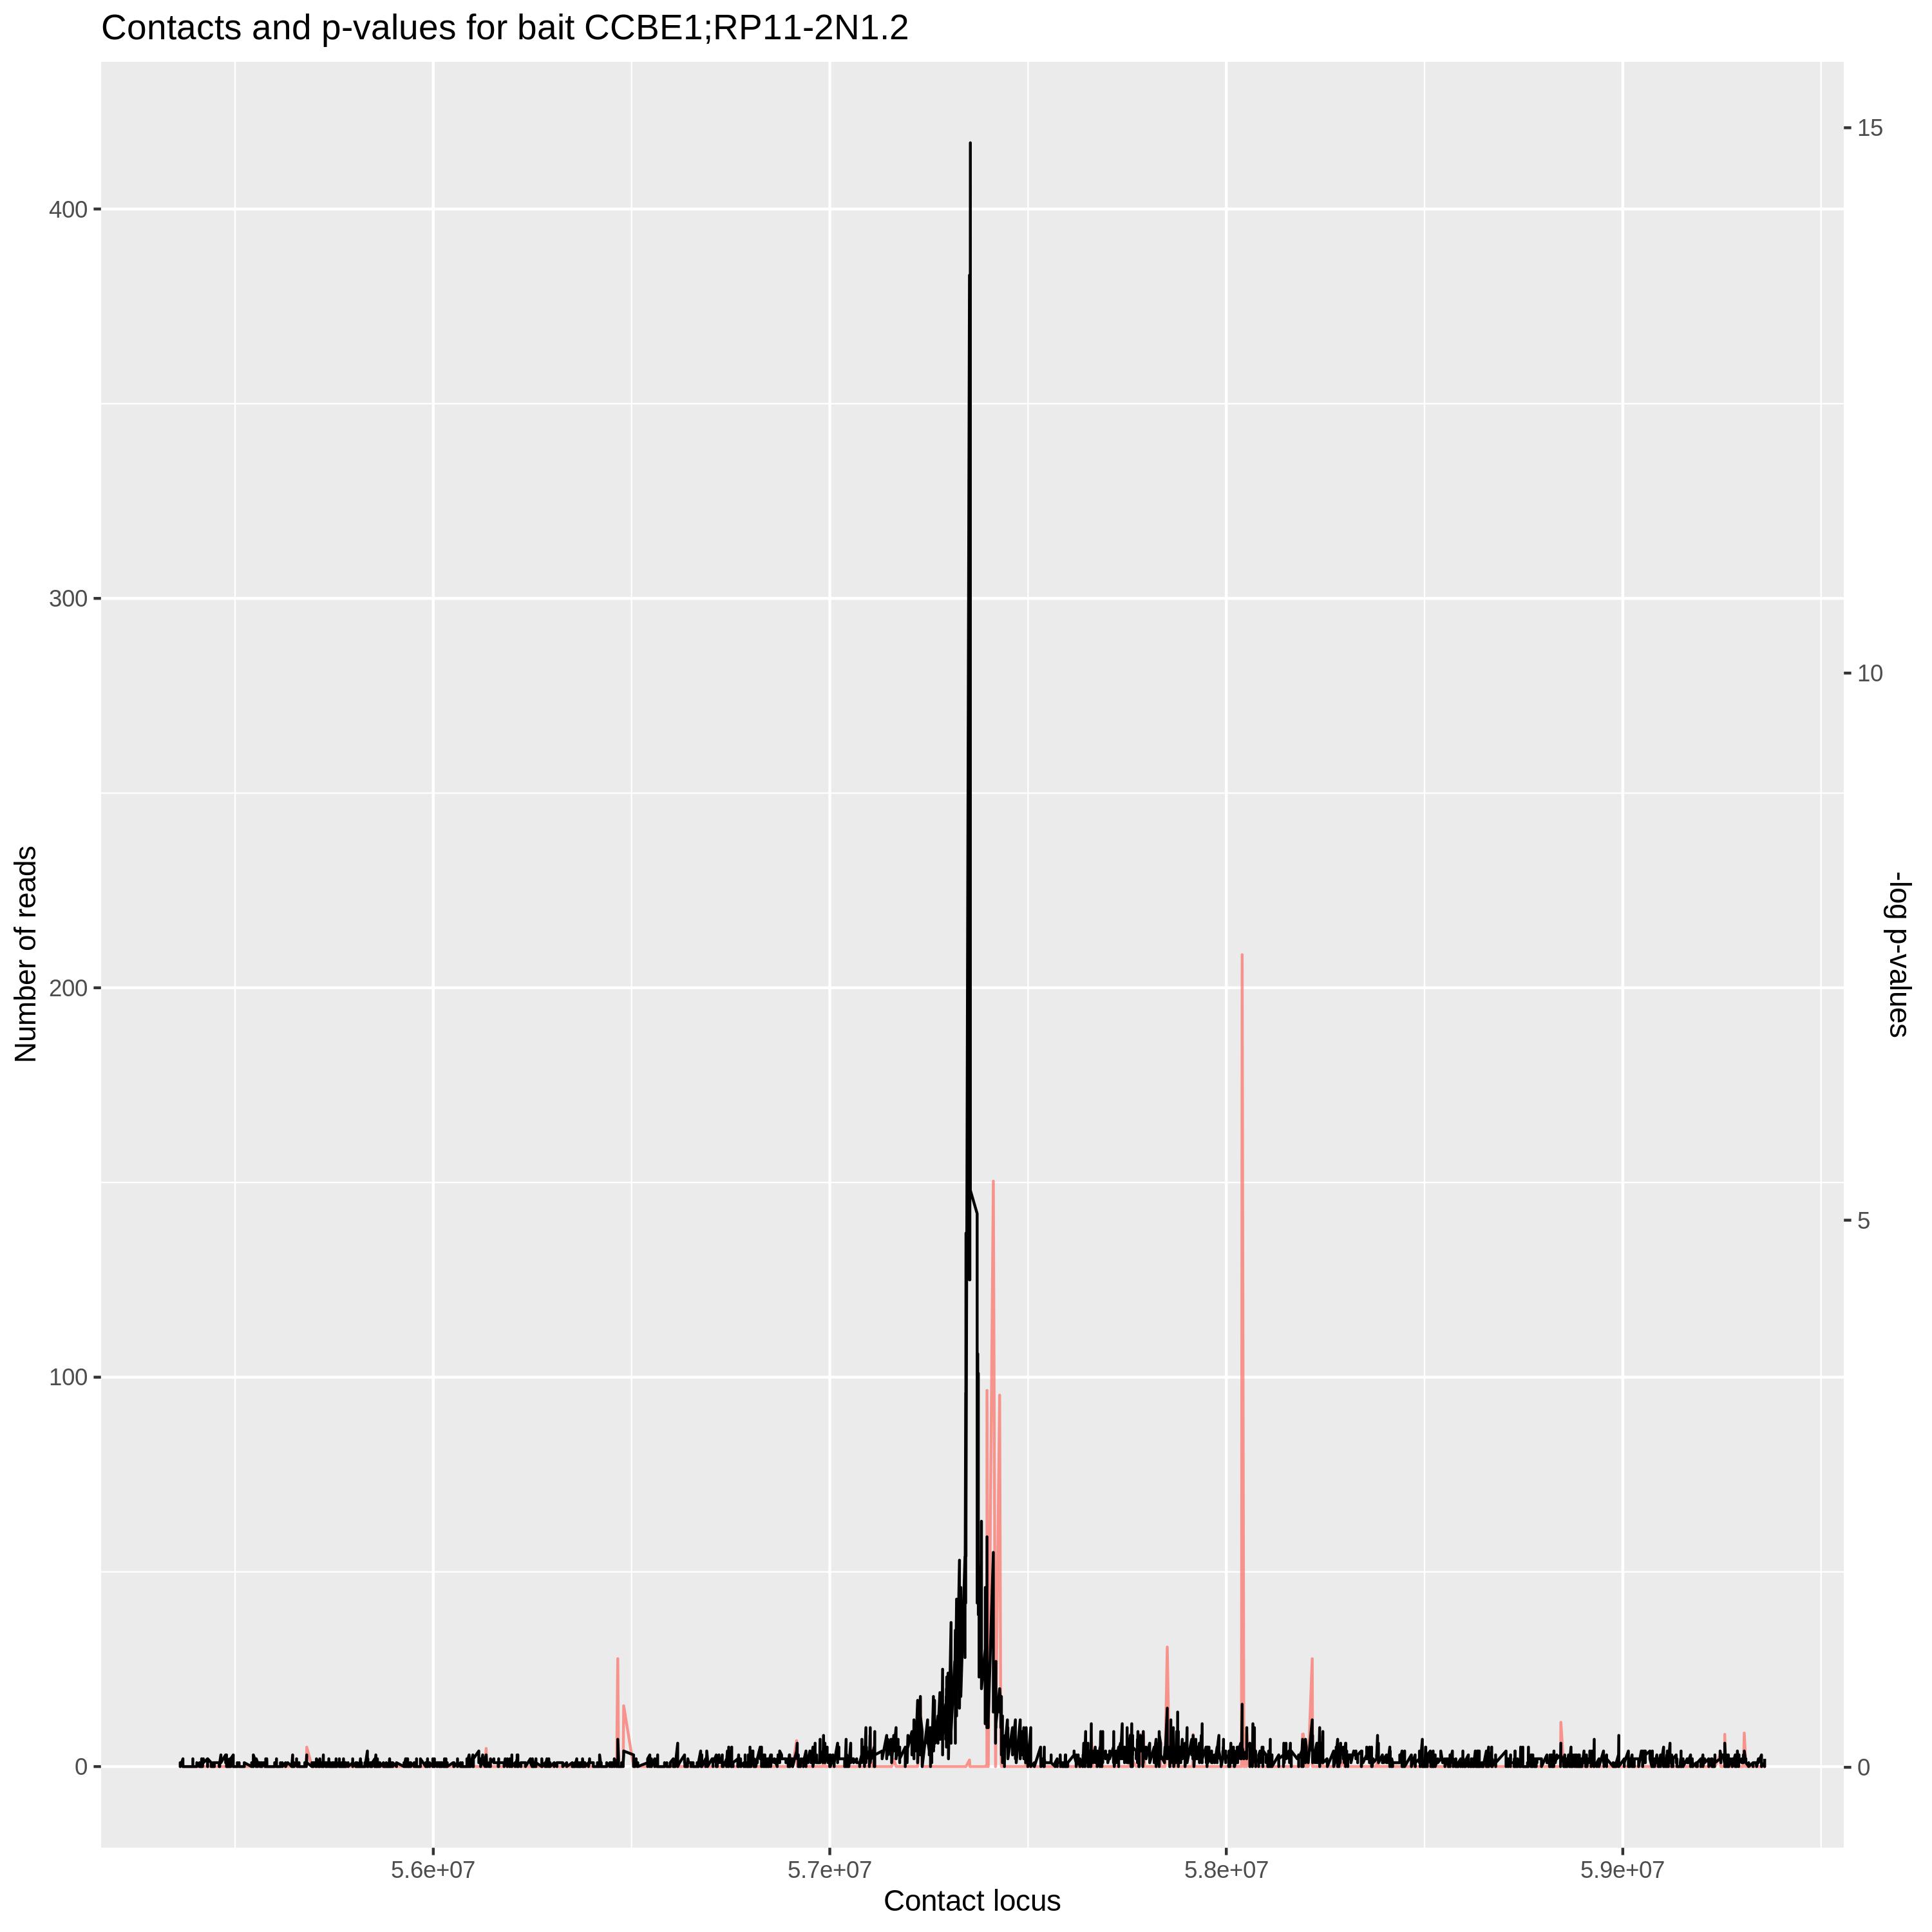 Contacts and p-values for bait CCBE1;RP11-2N1.2
Number of reads
400
300
200
100
0
15
10
5
0
-log p-values
5.6e+07
5.7e+07
5.8e+07
5.9e+07
Contact locus